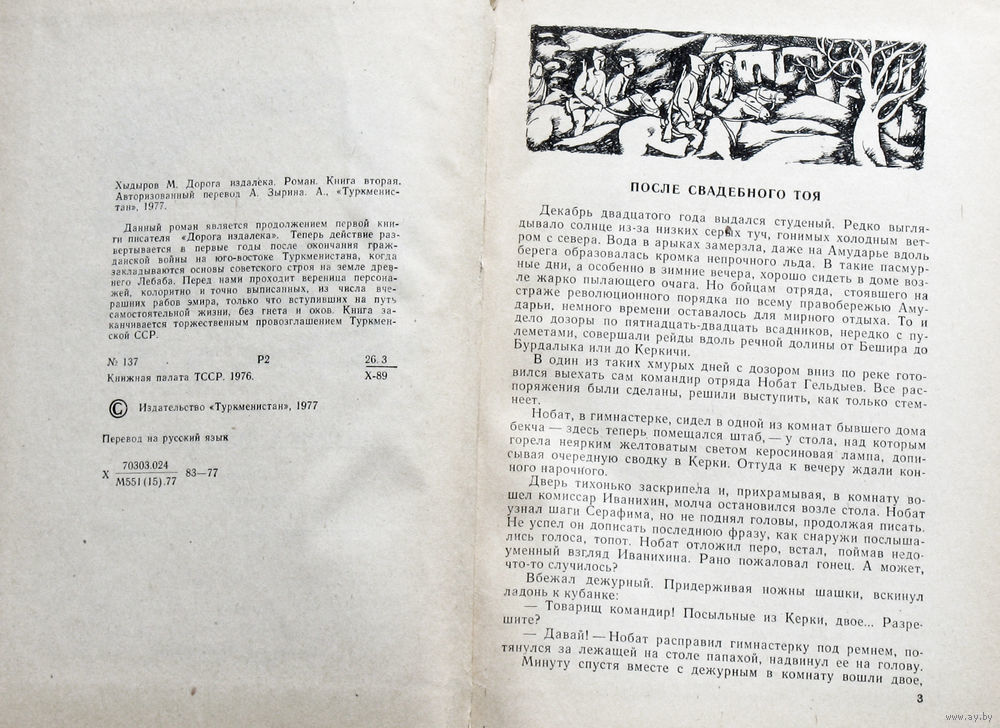 Хыдыров М. Дорога издалека. Роман. Книга вторая.
Авторизованный перевод А. Зырина. А., «Туркменис-
тан», 1977.
Данный роман является продолжением первой кни-
ги писателя «Дорога издалека». Теперь действие раз-
вертывается в первые годы после окончания граж-
данской войны на юго-востоке Туркменистана, когда
закладываются основы советского строя на земле древ-
него Лебаба. Перед нами проходит вереница персона-
жей, колоритно и точно выписанных, из числа вче-
рашних рабов эмира, только что вступивших на путь
самостоятельной жизни, без гнета и оков. Книга за-
канчивается торжественным провозглашением Туркмен-
ской ССР.
№ 137 Р2 26. 3
Книжная палата ТССР. 1976. Х-89
© Издательство «Туркменистан», 1977
Перевод на русский язык
Х 70303.024 83—77
М551(15).77
ПОСЛЕ СВАДЕБНОГО ТОЯ
Декабрь двадцатого года выдался студеный. Редко выгля-
дывало солнце из-за низких серых туч, гонимых холодным вет-
ром с севера. Вода в арыках замерзла, даже на Амударье вдоль
берега образовалась кромка непрочного льда. В такие пасмур-
ные дни, а особенно в зимние вечера, хорошо сидеть в доме воз-
ле жарко пылающего очага. Но бойцам отряда, стоявшего на
страже революционного порядка по всему правобережью Аму-
дарьи, немного времени оставалось для мирного отдыха. То и
дело дозоры по пятнадцать-двадцать всадников, нередко с пу-
леметами, совершали рейды вдоль речной долины от Бешира до
Бурдалыка или до Керкичи.
В один из таких хмурых дней с дозором вниз по реке гото-
вился выехать сам командир отряда Нобат Гельдыев. Все рас-
поряжения были сделаны, решили выступить, как только стем-
неет.
Нобат, в гимнастерке, сидел в одной из комнат бывшего дома
бекча — здесь теперь помещался штаб, — у стола, над которым
горела неярким желтоватым светом керосиновая лампа, допи-
сывая очередную сводку в Керки. Оттуда к вечеру ждали кон-
ного нарочного.
Дверь тихонько заскрипела и, прихрамывая, в комнату во-
шел комиссар Иванихин, молча остановился возле стола. Нобат
узнал шаги Серафима, но не поднял головы, продолжая писать.
Не успел он дописать последнюю фразу, как снаружи послыша-
лись голоса, топот. Нобат отложил перо, встал, поймав недо-
уменный взгляд Иванихина. Рано пожаловал гонец. А может,
что-то случилось?
Вбежал дежурный. Придерживая ножны шашки, вскинул
ладонь к кубанке:
— Товарищ командир! Посыльные из Керки, двое... Разре-
шите?
— Давай! — Нобат расправил гимнастерку под ремнем, по-
тянулся за лежащей на столе папахой, надвинул ее на голову.
Минуту спустя вместе с дежурным в комнату вошли двое,
3
www.ay.by